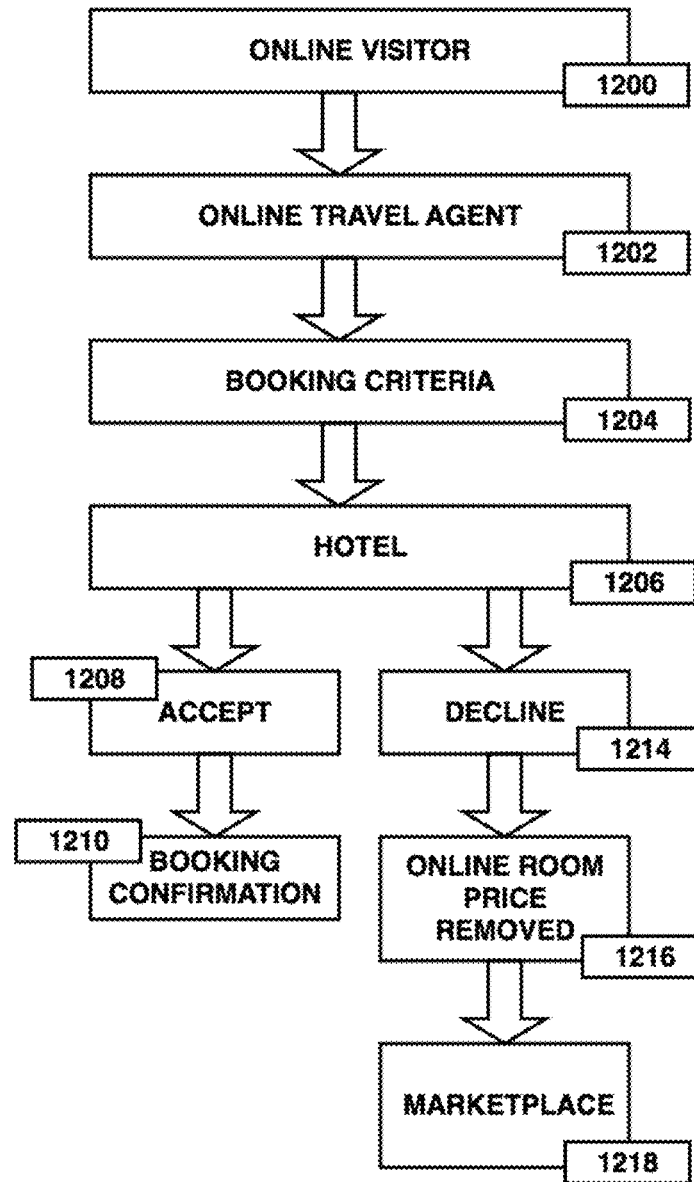 ONLINE VISITOR
1200
ONLINE TRAVEL AGENT
1202
BOOKING CRITERIA
1204
HOTEL
1206
1208
ACCEPT
DECLINE
1214
1210
BOOKING
CONFIRMATION
ONLINE ROOM
PRICE
REMOVED
1216
MARKETPLACE
1218